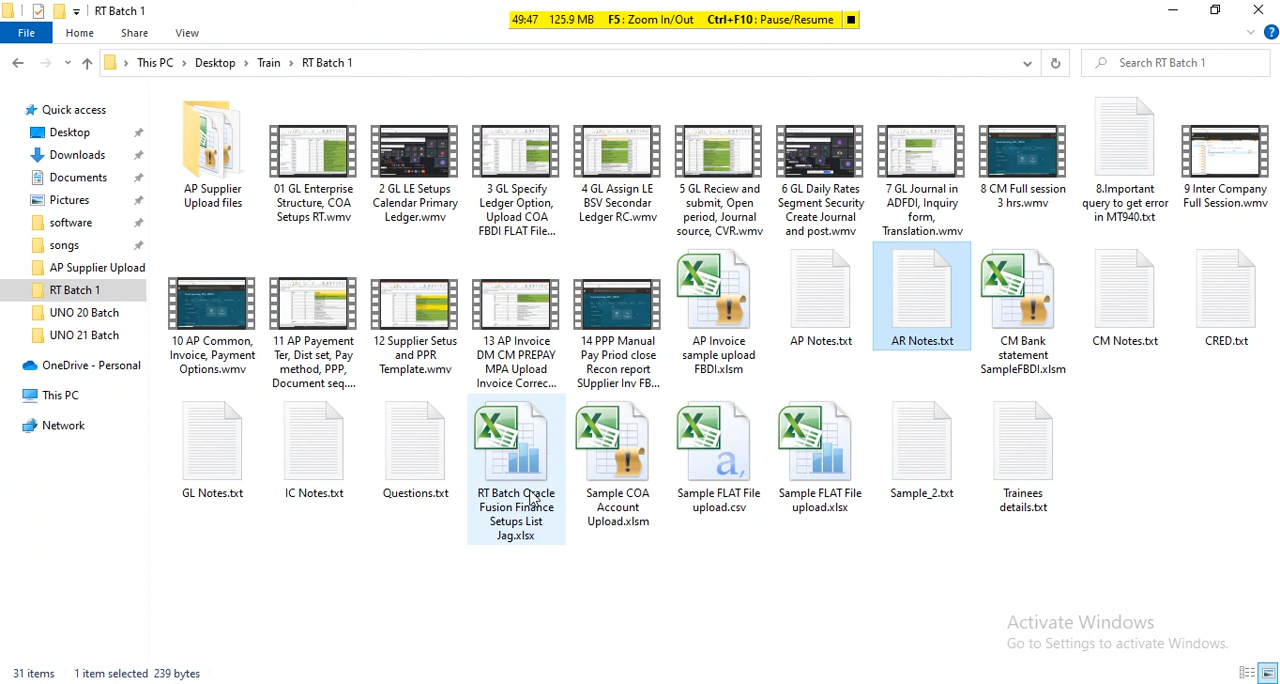 RT Batch 1
49:47 125.9 MB F5: Zoom In/Out Ctrl+F10: Pause/Resume
File Home Share View
This PC > Desktop > Train > RT Batch 1
Search RT Batch 1
Quick access
Desktop
Downloads
Documents
Pictures
software
songs
AP Supplier Upload
RT Batch 1
UNO 20 Batch
UNO 21 Batch
OneDrive - Personal
This PC
Network
AP Supplier
Upload files
01 GL Enterprise
Structure, COA
Setups RT.wmv
2 GL LE Setups
Calendar Primary
Ledger.wmv
3 GL Specify
Ledger Option,
Upload COA
FBDI FLAT File...
4 GL Assign LE
BSV Secondar
Ledger RC.wmv
5 GL Reciew and
submit, Open
period, Journal
source, CVR.wmv
6 GL Daily Rates
Segment Security
Create Journal
and post.wmv
7 GL Journal in
ADFDI, Inquiry
form,
Translation.wmv
8 CM Full session
3 hrs.wmv
8.Important
query to get error
in MT940.txt
9 Inter Company
Full Session.wmv
10 AP Common,
Invoice, Payment
Options.wmv
11 AP Payement
Ter, Dist set, Pay
method, PPP,
Document seq....
12 Supplier Setus
and PPR
Template.wmv
13 AP Invoice
DM CM PREPAY
MPA Upload
Invoice Correc...
14 PPP Manual
Pay Priod close
Recon report
SUpplier Inv FB...
AP Invoice
sample upload
FBDI.xlsm
AP Notes.txt
AR Notes.txt
CM Bank
statement
SampleFBDI.xlsm
CM Notes.txt
CRED.txt
GL Notes.txt
IC Notes.txt
Questions.txt
RT Batch Oracle
Fusion Finance
Setups List
Jag.xlsx
Sample COA
Account
Upload.xlsm
Sample FLAT File
upload.csv
Sample FLAT File
upload.xlsx
Sample_2.txt
Trainees
details.txt
Activate Windows
Go to Settings to activate Windows.
31 items 1 item selected 239 bytes